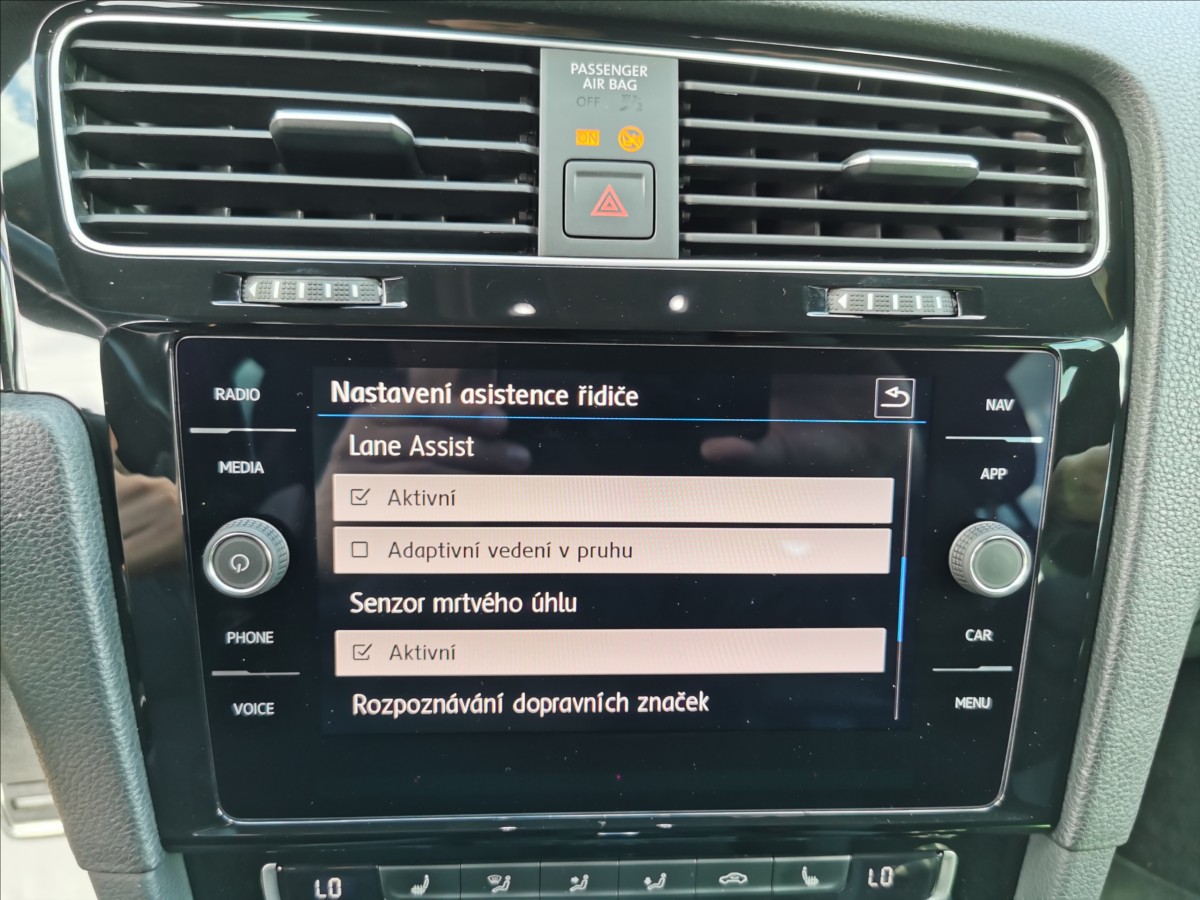 PASSENGER
AIR BAG
OFF
ON
RADIO
MEDIA
PHONE
VOICE
Nastavení asistence řidiče
Lane Assist
Aktivní
Adaptivní vedení v pruhu
Senzor mrtvého úhlu
Aktivní
Rozpoznávání dopravních značek
NAV
APP
CAR
MENU
LO
LO